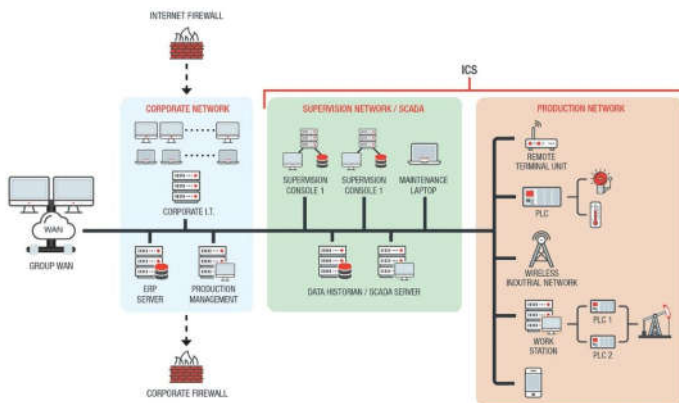 INTERNET FIREWALL
ICS
CORPORATE NETWORK
SUPERVISION NETWORK / SCADA
PRODUCTION NETWORK
REMOTE
TERMINAL UNIT
SUPERVISION
CONSOLE 1
SUPERVISION
CONSOLE 1
MAINTENANCE
LAPTOP
CORPORATE I.T.
PLC
WAN
GROUP WAN
WIRELESS
INDUTRIAL NETWORK
ERP
SERVER
PRODUCTION
MANAGEMENT
DATA HISTORIAN / SCADA SERVER
PLC 1
WORK
STATION
PLC 2
CORPORATE FIREWALL